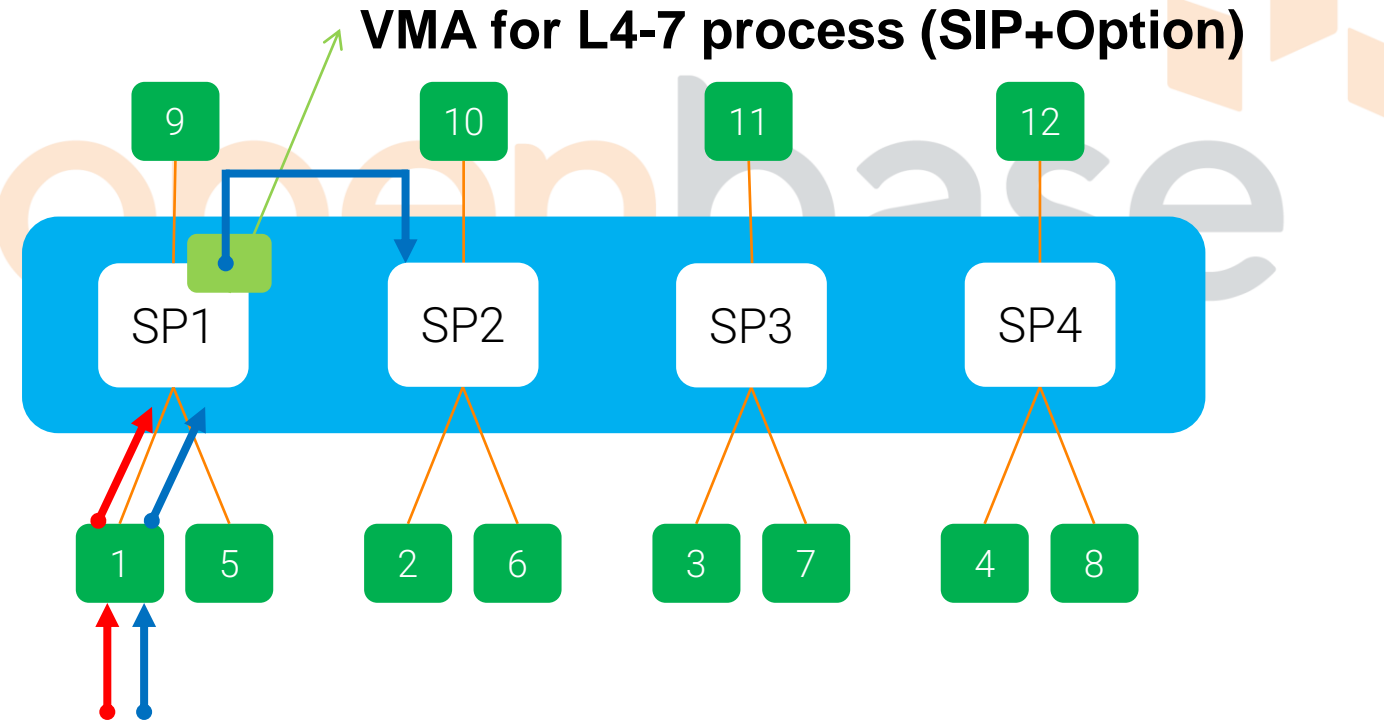 VMA for L4-7 process (SIP+Option)
9 10 11 12
openbase
SP1 SP2 SP3 SP4
1 5 2 6 3 7 4 8